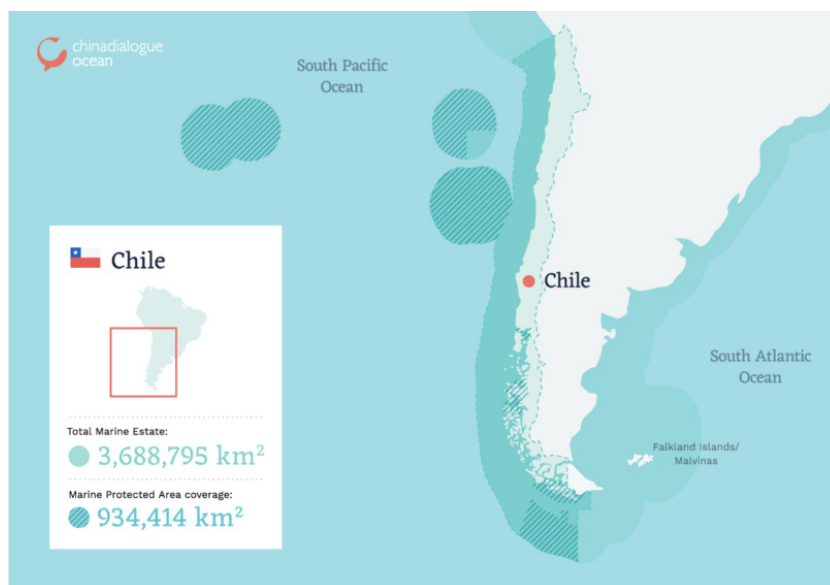 chinadialogue
ocean
South Pacific
Ocean
Chile
Chile
South Atlantic
Ocean
Total Marine Estate:
3,688,795 km²
Falkland Islands/
Malvinas
Marine Protected Area coverage:
934,414 km²